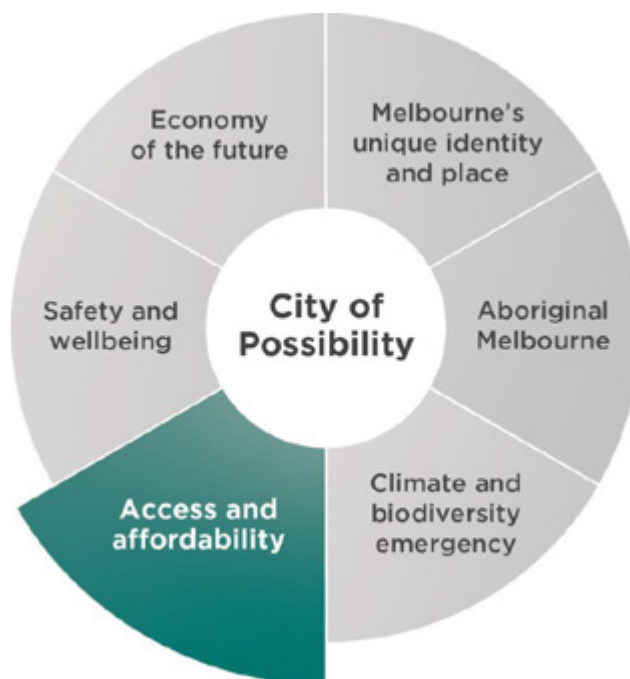 Economy
of the future
Melbourne's
unique identity
and place
Safety and
wellbeing
City of
Possibility
Aboriginal
Melbourne
Access and
affordability
Climate and
biodiversity
emergency